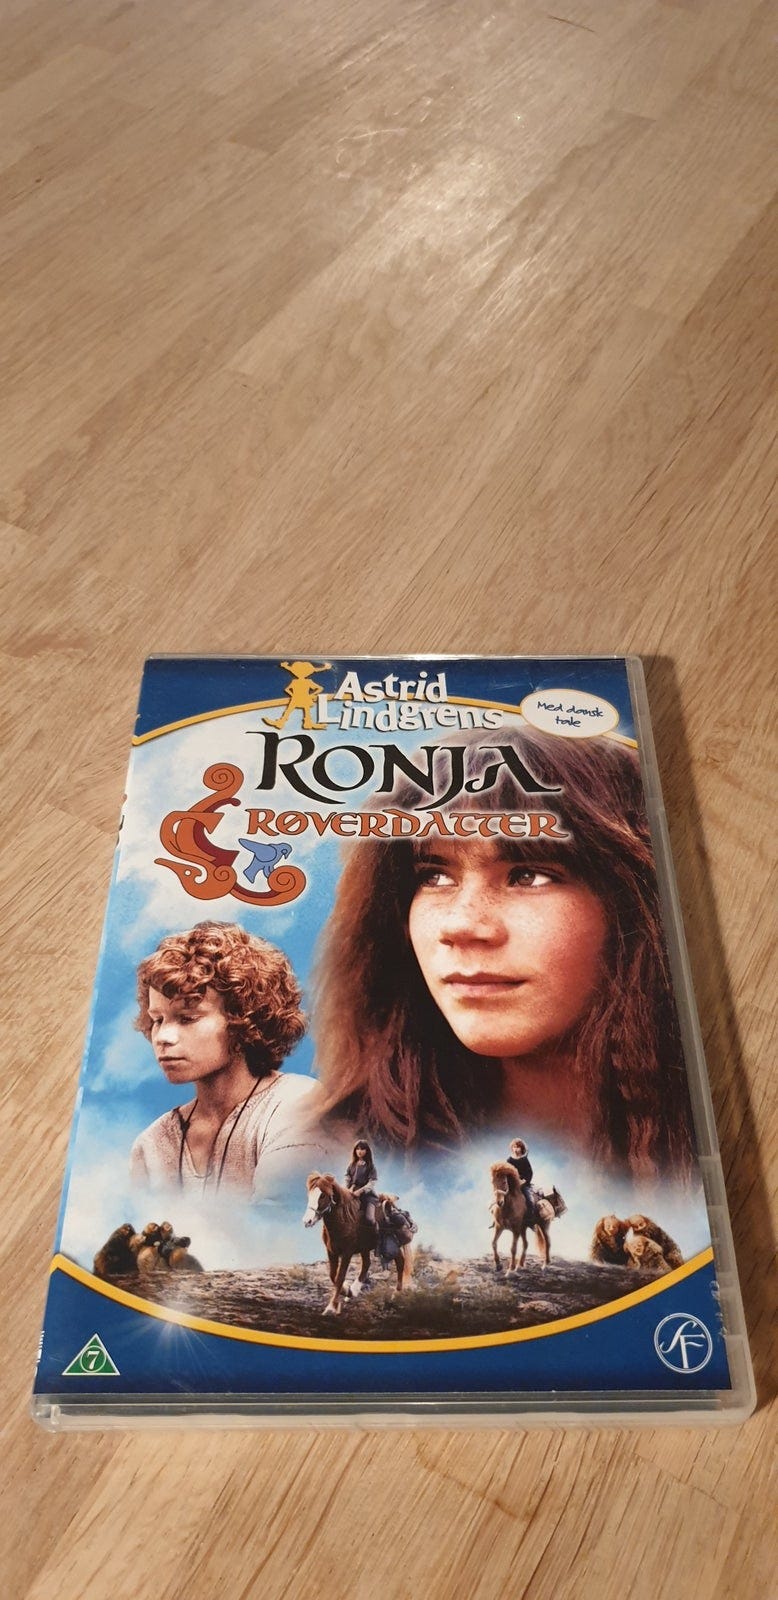 Astrid
Lindgrens
Med dansk
tale
RONJA
RØVERDATTER
7
SF